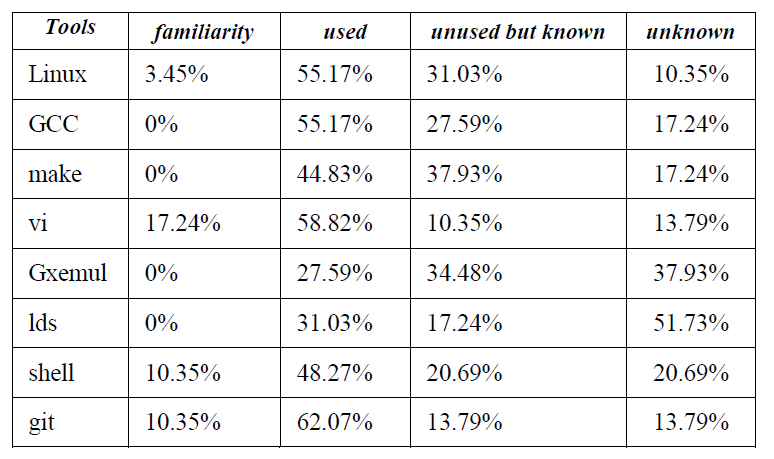 Tools familiarity used unused but known unknown
Linux 3.45% 55.17% 31.03% 10.35%
GCC 0% 55.17% 27.59% 17.24%
make 0% 44.83% 37.93% 17.24%
vi 17.24% 58.82% 10.35% 13.79%
Gxemul 0% 27.59% 34.48% 37.93%
lds 0% 31.03% 17.24% 51.73%
shell 10.35% 48.27% 20.69% 20.69%
git 10.35% 62.07% 13.79% 13.79%